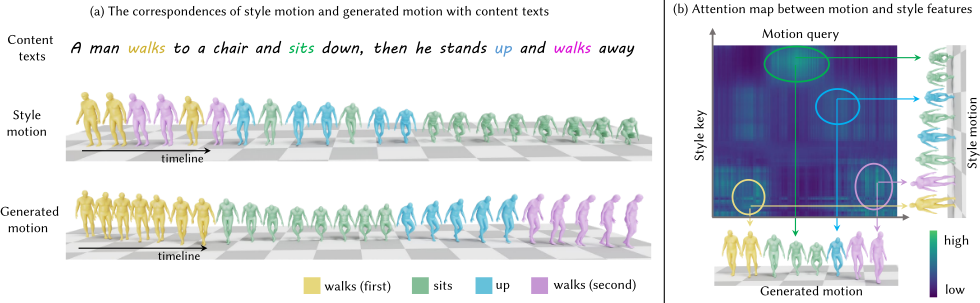 (a) The correspondences of style motion and generated motion with content texts
Content
texts
A man walks to a chair and sits down, then he stands up and walks away
Style
motion
timeline
Generated
motion
timeline
walks (first)
sits
up
walks (second)
(b) Attention map between motion and style features
Motion query
Style key
Style motion
high
low
Generated motion